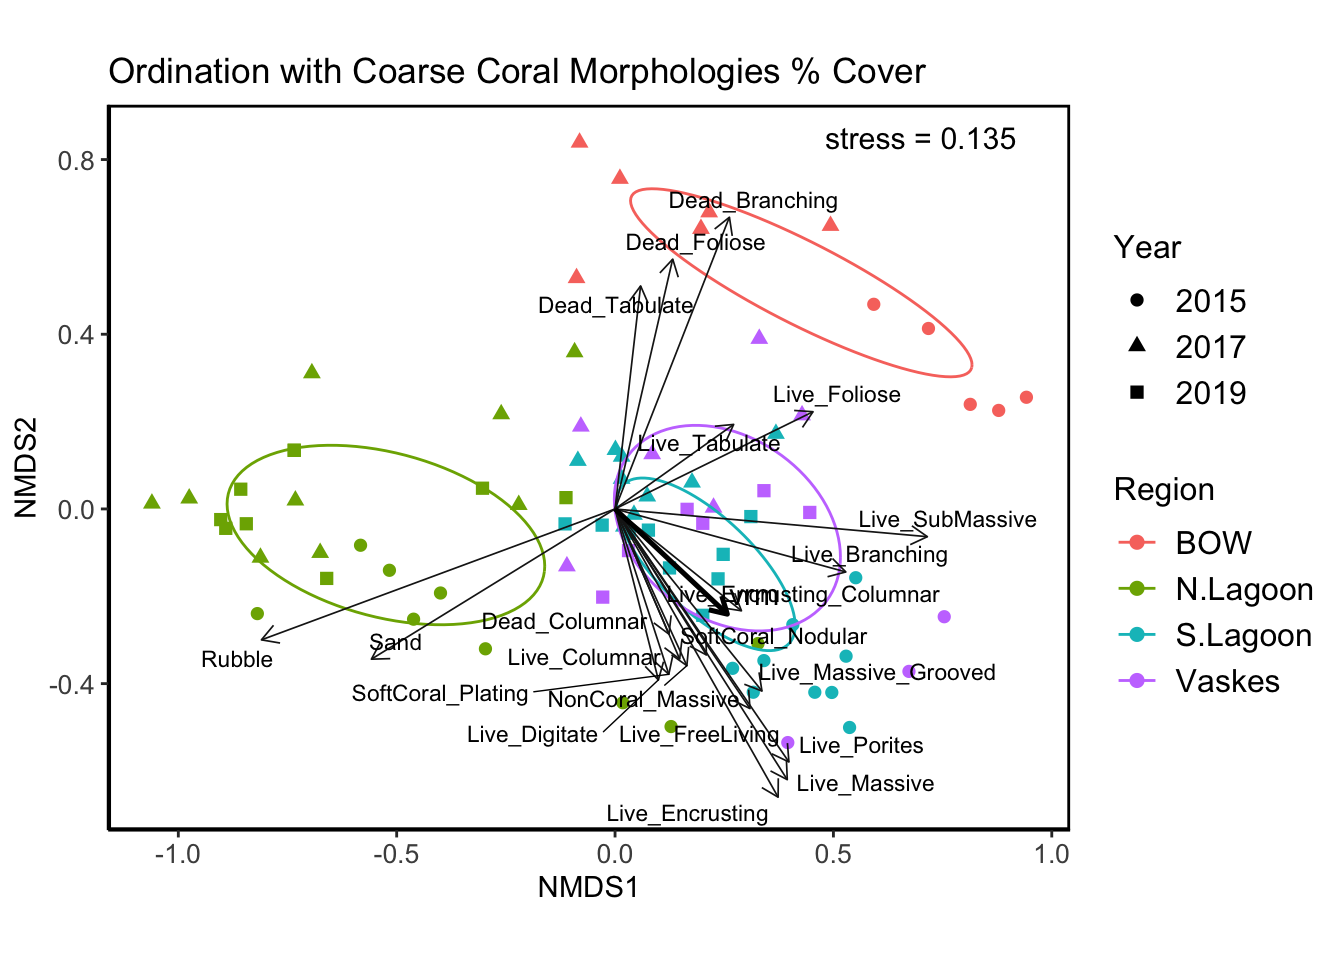 Ordination with Coarse Coral Morphologies % Cover
stress = 0.135
0.8
Dead_Branching
Dead_Foliose
Year
Dead_Tabulate
2015
0.4
2017
Live_Foliose
2019
Live_Tabulate
NMDS2
Region
0.0
Live_SubMassive
BOW
Live_Branching
N.Lagoon
Live_Encrusting_Columnar
vrm
Dead_Columnar
SoftCoral_Nodular
S.Lagoon
Sand
Rubble
Live_Columnar
Live_Massive_Grooved
Vaskes
-0.4
SoftCoral_Plating
NonCoral_Massive
Live_Digitate
Live_FreeLiving
Live_Porites
Live_Massive
Live_Encrusting
-1.0
-0.5
0.0
0.5
1.0
NMDS1